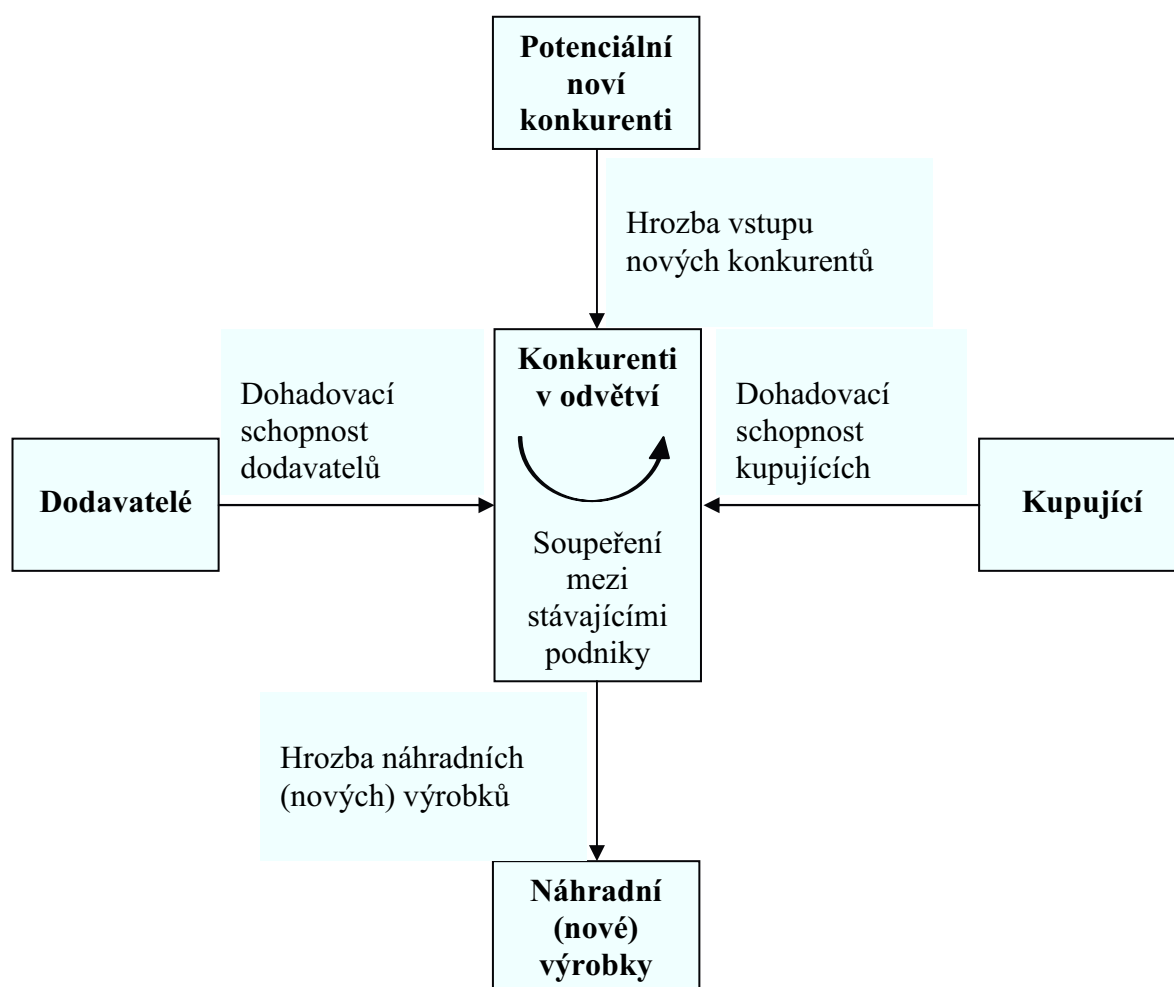 Potenciální
noví
konkurenti
Hrozba vstupu
nových konkurentů
Konkurenti
v odvětví
Dohadovací
schopnost
dodavatelů
Dohadovací
schopnost
kupujících
Dodavatelé
Kupující
Soupeření
mezi
stávajícími
podniky
Hrozba náhradních
(nových) výrobků
Náhradní
(nové)
výrobky